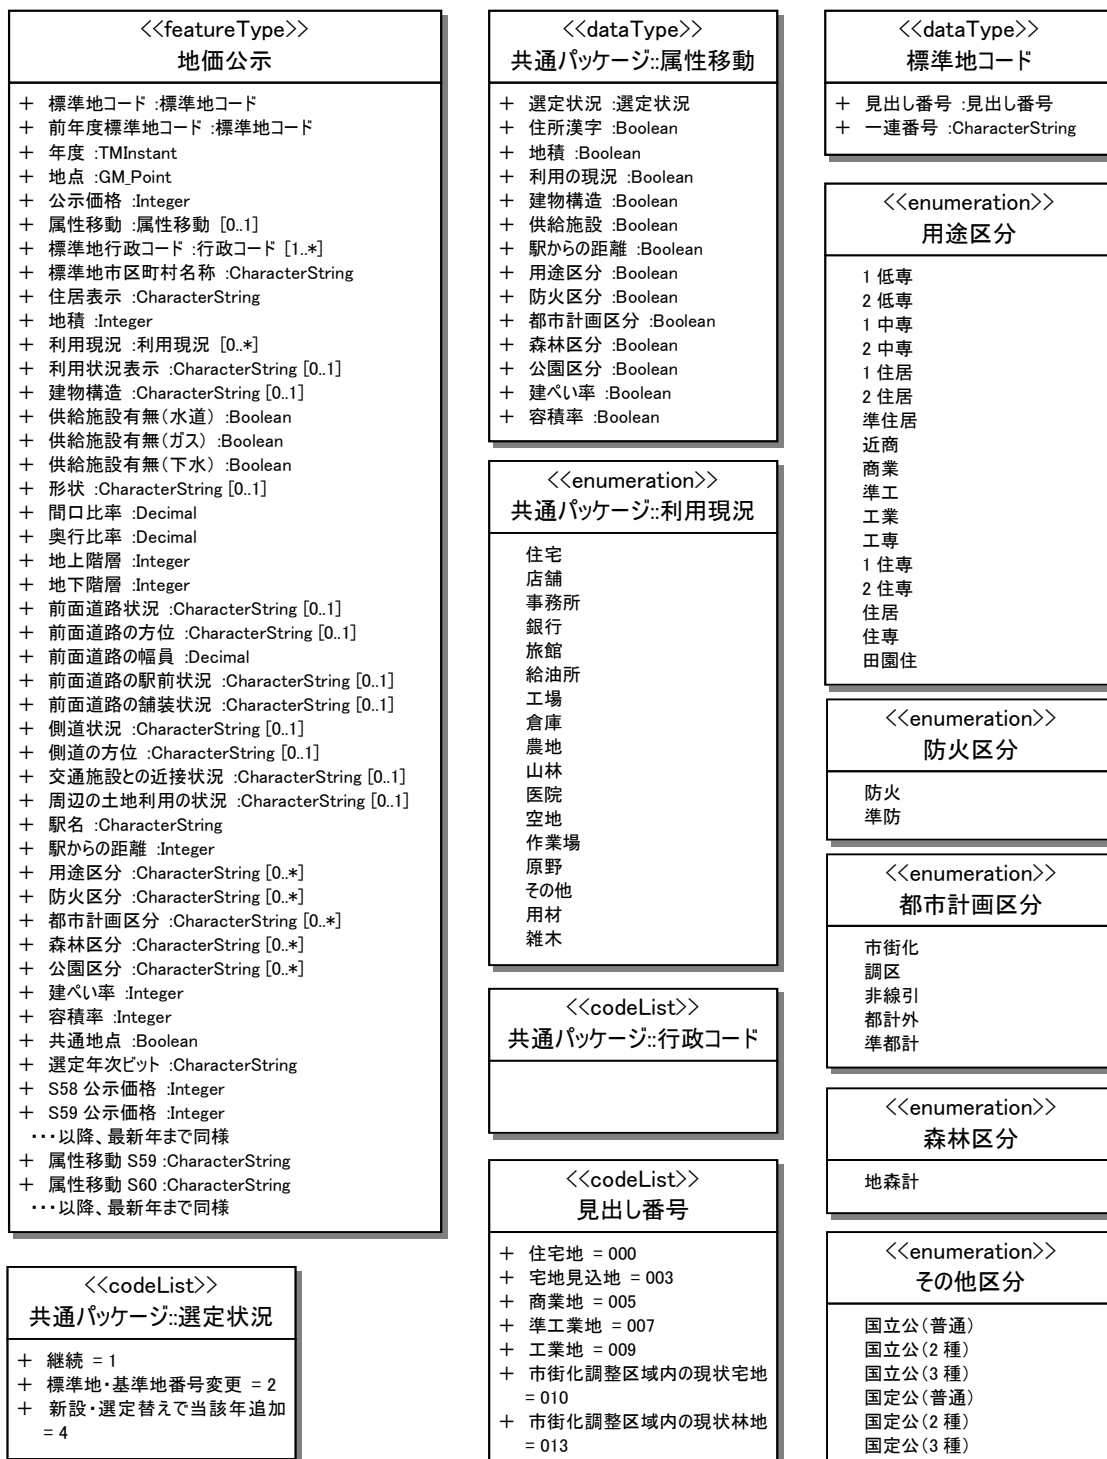 <<featureType>>
地価公示
＋ 標準地コード :標準地コード
＋ 前年度標準地コード :標準地コード
＋ 年度 :TMInstant
＋ 地点 :GM_Point
＋ 公示価格 :Integer
＋ 属性移動 :属性移動 [0..1]
＋ 標準地行政コード :行政コード [1..*]
＋ 標準地市区町村名称 :CharacterString
＋ 住居表示 :CharacterString
＋ 地積 :Integer
＋ 利用現況 :利用現況 [0..*]
＋ 利用状況表示 :CharacterString [0..1]
＋ 建物構造 :CharacterString [0..1]
＋ 供給施設有無(水道) :Boolean
＋ 供給施設有無(ガス) :Boolean
＋ 供給施設有無(下水) :Boolean
＋ 形状 :CharacterString [0..1]
＋ 間口比率 :Decimal
＋ 奥行比率 :Decimal
＋ 地上階層 :Integer
＋ 地下階層 :Integer
＋ 前面道路状況 :CharacterString [0..1]
＋ 前面道路の方位 :CharacterString [0..1]
＋ 前面道路の幅員 :Decimal
＋ 前面道路の駅前状況 :CharacterString [0..1]
＋ 前面道路の舗装状況 :CharacterString [0..1]
＋ 側道状況 :CharacterString [0..1]
＋ 側道の方位 :CharacterString [0..1]
＋ 交通施設との近接状況 :CharacterString [0..1]
＋ 周辺の土地利用の状況 :CharacterString [0..1]
＋ 駅名 :CharacterString
＋ 駅からの距離 :Integer
＋ 用途区分 :CharacterString [0..*]
＋ 防火区分 :CharacterString [0..*]
＋ 都市計画区分 :CharacterString [0..*]
＋ 森林区分 :CharacterString [0..*]
＋ 公園区分 :CharacterString [0..*]
＋ 建ぺい率 :Integer
＋ 容積率 :Integer
＋ 共通地点 :Boolean
＋ 選定年次ビット :CharacterString
＋ S58 公示価格 :Integer
＋ S59 公示価格 :Integer
・・・以降、最新年まで同様
＋ 属性移動 S59 :CharacterString
＋ 属性移動 S60 :CharacterString
・・・以降、最新年まで同様
<<codeList>>
共通パッケージ::選定状況
＋ 継続 = 1
＋ 標準地・基準地番号変更 = 2
＋ 新設・選定替えで当該年追加
= 4
<<dataType>>
共通パッケージ::属性移動
＋ 選定状況 :選定状況
＋ 住所漢字 :Boolean
＋ 地積 :Boolean
＋ 利用の現況 :Boolean
＋ 建物構造 :Boolean
＋ 供給施設 :Boolean
＋ 駅からの距離 :Boolean
＋ 用途区分 :Boolean
＋ 防火区分 :Boolean
＋ 都市計画区分 :Boolean
＋ 森林区分 :Boolean
＋ 公園区分 :Boolean
＋ 建ぺい率 :Boolean
＋ 容積率 :Boolean
<<enumeration>>
共通パッケージ::利用現況
住宅
店舗
事務所
銀行
旅館
給油所
工場
倉庫
農地
山林
医院
空地
作業場
原野
その他
用材
雑木
<<codeList>>
共通パッケージ::行政コード
<<codeList>>
見出し番号
＋ 住宅地 = 000
＋ 宅地見込地 = 003
＋ 商業地 = 005
＋ 準工業地 = 007
＋ 工業地 = 009
＋ 市街化調整区域内の現状宅地
= 010
＋ 市街化調整区域内の現状林地
= 013
<<dataType>>
標準地コード
＋ 見出し番号 :見出し番号
＋ 一連番号 :CharacterString
<<enumeration>>
用途区分
1 低専
2 低専
1 中専
2 中専
1 住居
2 住居
準住居
近商
商業
準工
工業
工専
1 住専
2 住専
住居
住専
田園住
<<enumeration>>
防火区分
防火
準防
<<enumeration>>
都市計画区分
市街化
調区
非線引
都計外
準都計
<<enumeration>>
森林区分
地森計
<<enumeration>>
その他区分
国立公(普通)
国立公(2 種)
国立公(3 種)
国定公(普通)
国定公(2 種)
国定公(3 種)